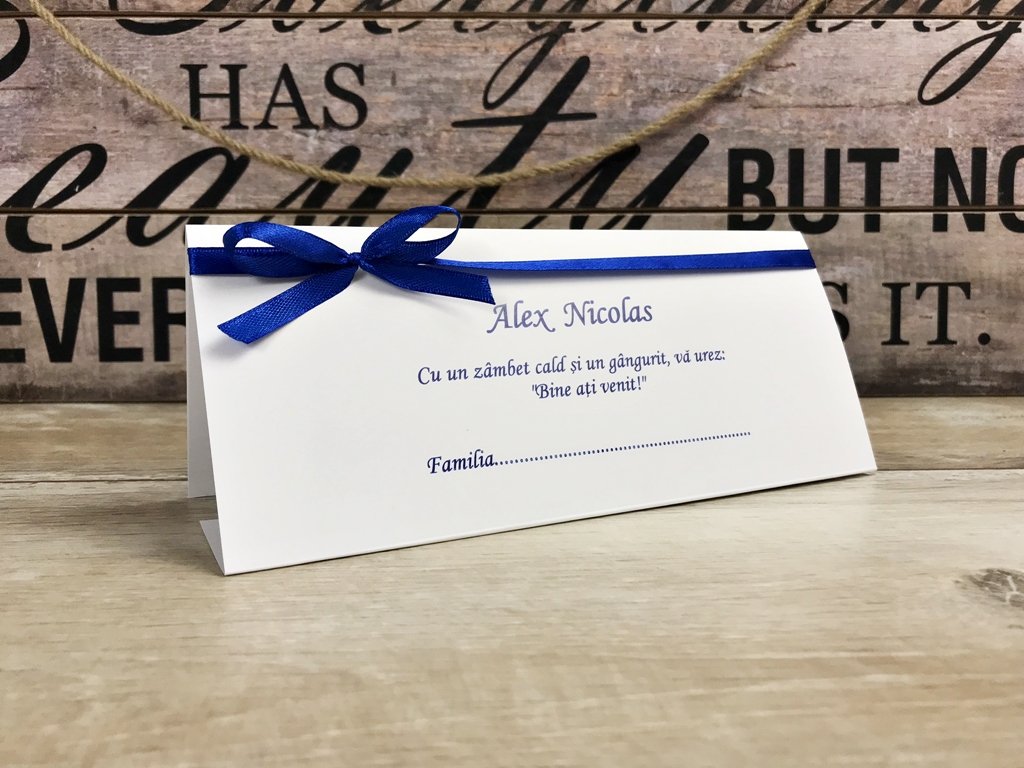 HAS
BUT NO
EVER
IT.
Alex Nicolas
Cu un zâmbet cald și un gângurit, vă urez:
"Bine ați venit!"
Familia..........................................................